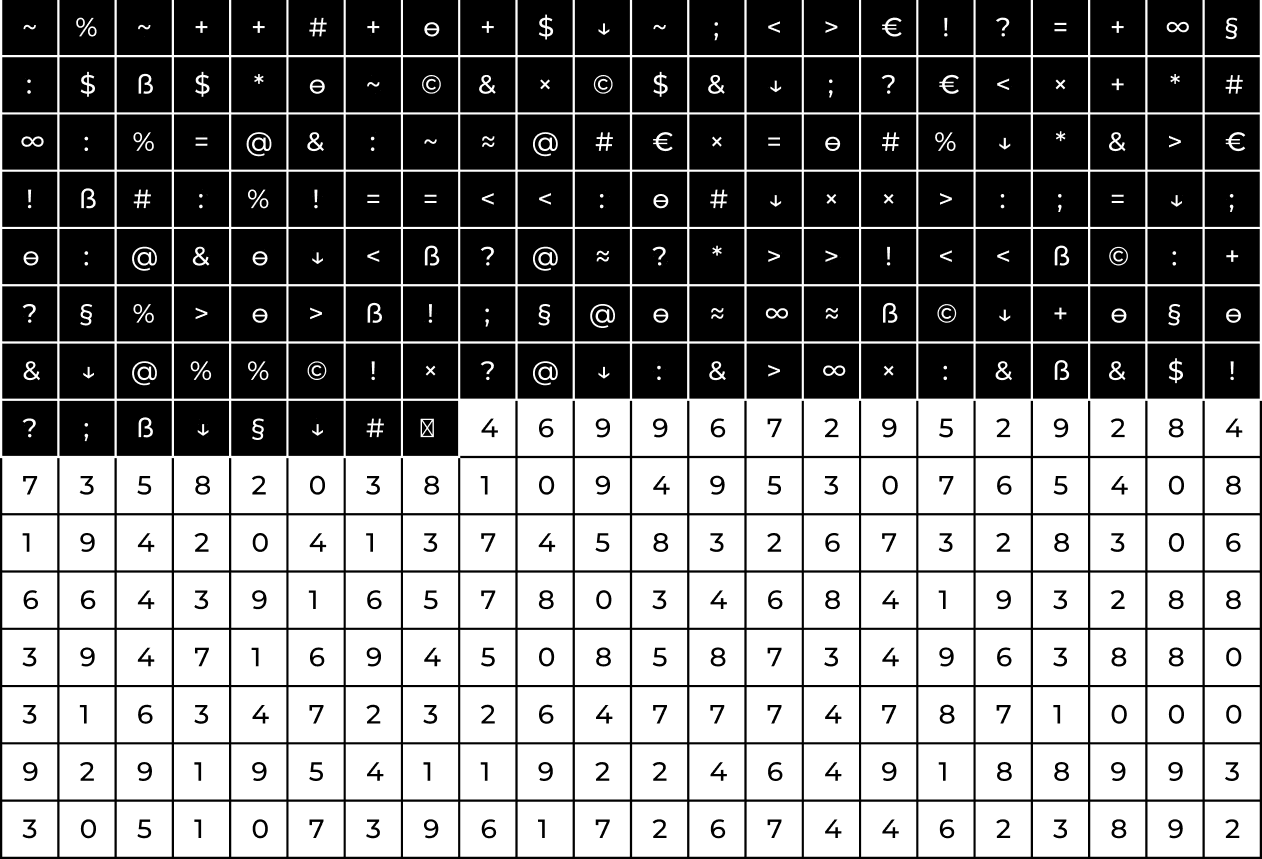 ~ % ~ + + # + ө + $ ↓ ~ ; < > € ! ? = + ∞ §
: $ ß $ * ө ~ © & × © $ & ↓ ; ? € < × + * #
∞ : % = @ & : ~ ≈ @ # € × = ө # % ↓ * & > €
! ß # : % ! = = < < : ө # ↓ × × > : ; = ↓ ;
ө : @ & ө ↓ < ß ? @ ≈ ? * > > ! < < ß © : +
? § % > ө > ß ! ; § @ ө ≈ ∞ ≈ ß © ↓ + ө § ө
& ↓ @ % % © ! × ? @ ↓ : & > ∞ × : & ß & $ !
? ; ß ↓ § ↓ # 4 6 9 9 6 7 2 9 5 2 9 2 8 4
7 3 5 8 2 0 3 8 1 0 9 4 9 5 3 0 7 6 5 4 0 8
1 9 4 2 0 4 1 3 7 4 5 8 3 2 6 7 3 2 8 3 0 6
6 6 4 3 9 1 6 5 7 8 0 3 4 6 8 4 1 9 3 2 8 8
3 9 4 7 1 6 9 4 5 0 8 5 8 7 3 4 9 6 3 8 8 0
3 1 6 3 4 7 2 3 2 6 4 7 7 7 4 7 8 7 1 0 0 0
9 2 9 1 9 5 4 1 1 9 2 2 4 6 4 9 1 8 8 9 9 3
3 0 5 1 0 7 3 9 6 1 7 2 6 7 4 4 6 2 3 8 9 2